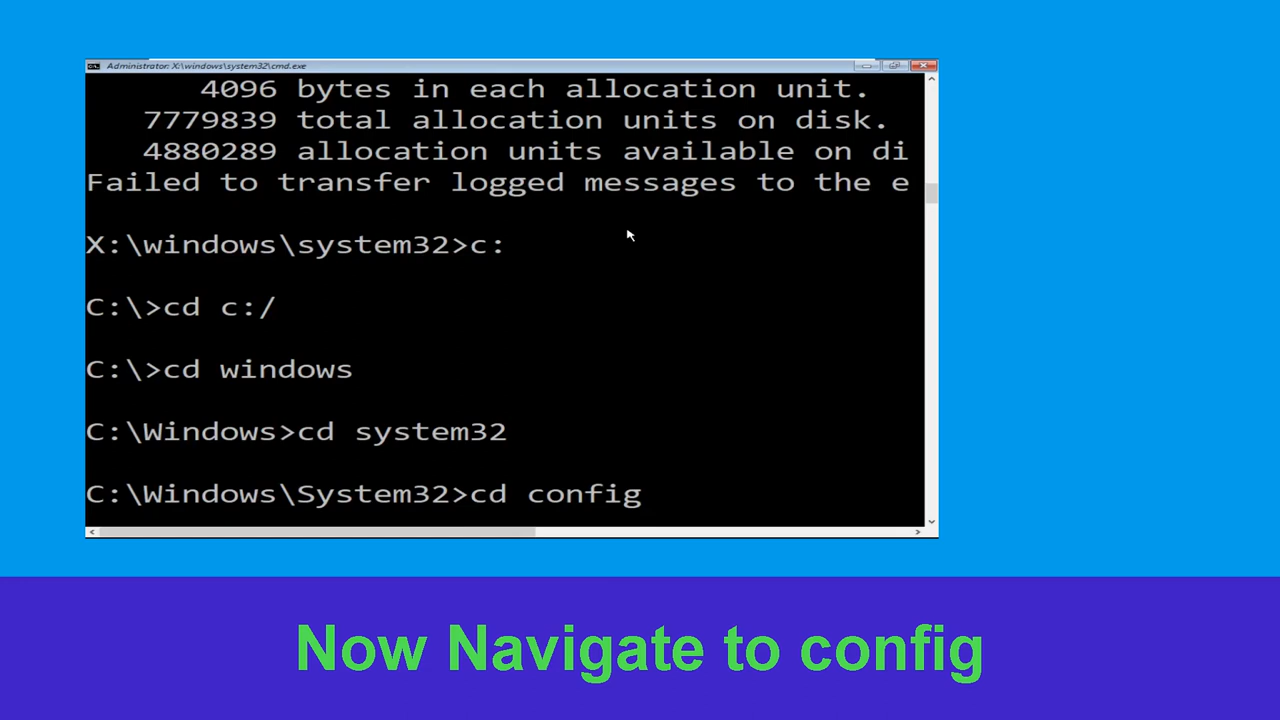 Administrator: X:\windows\system32\cmd.exe
4096 bytes in each allocation unit.
7779839 total allocation units on disk.
4880289 allocation units available on di
Failed to transfer logged messages to the e
X:\windows\system32>c:
C:\>cd c:/
C:\>cd windows
C:\Windows>cd system32
C:\Windows\System32>cd config
Now Navigate to config